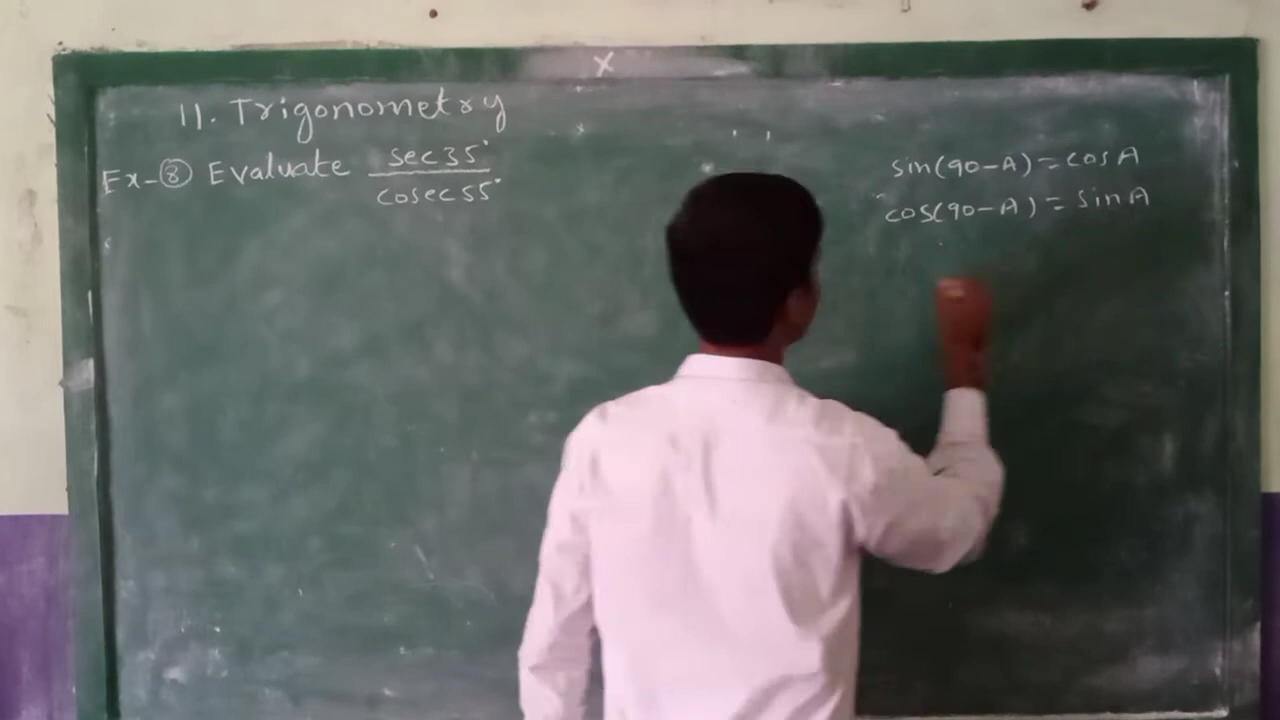 x
11. Trigonometry
Ex-⑧ Evaluate sec35°
cosec55°
sin(90-A)=cosA
cos(90-A)=sinA